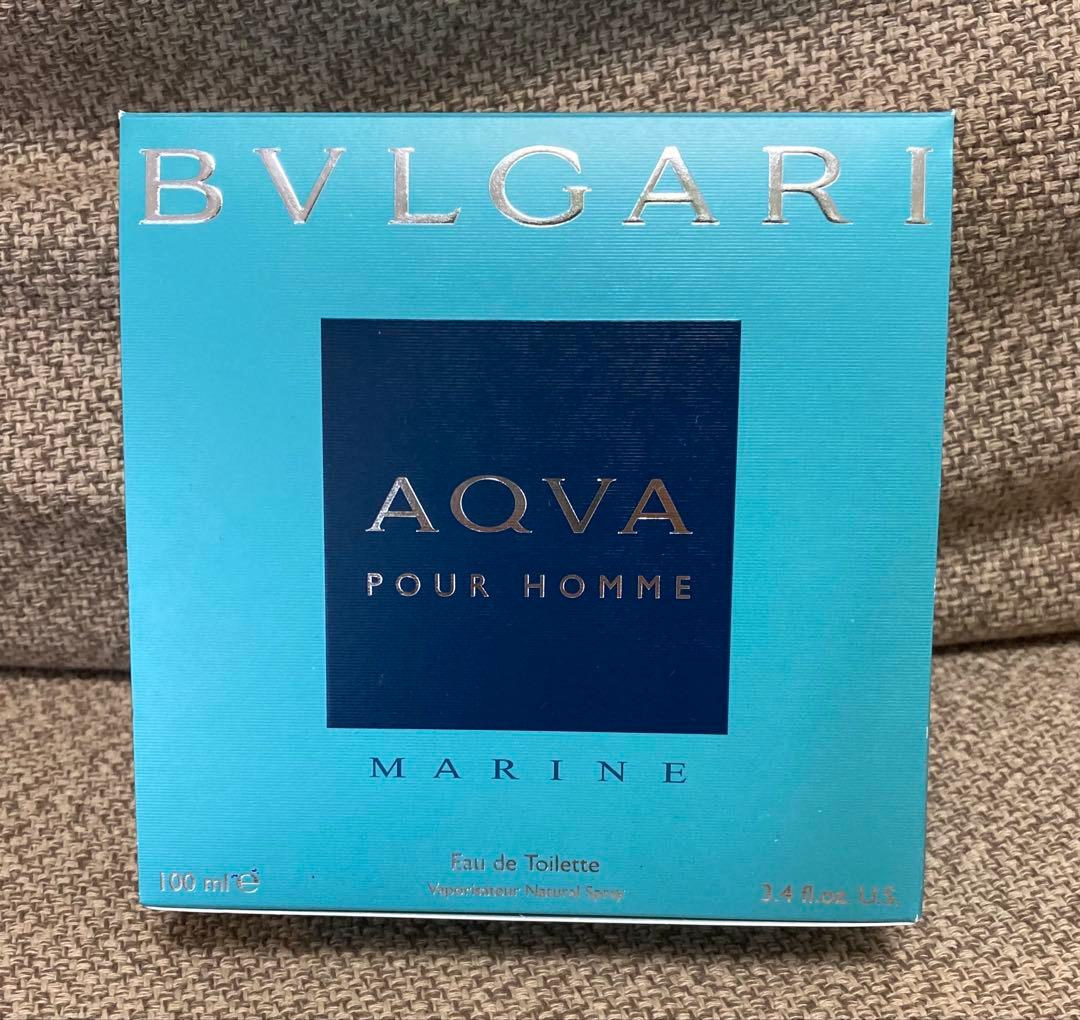 BVLGARI
AQVA
POUR HOMME
MARINE
Eau de Toilette
Vaporisateur Natural Spray
100 ml e
3.4 fl.oz. U.S.